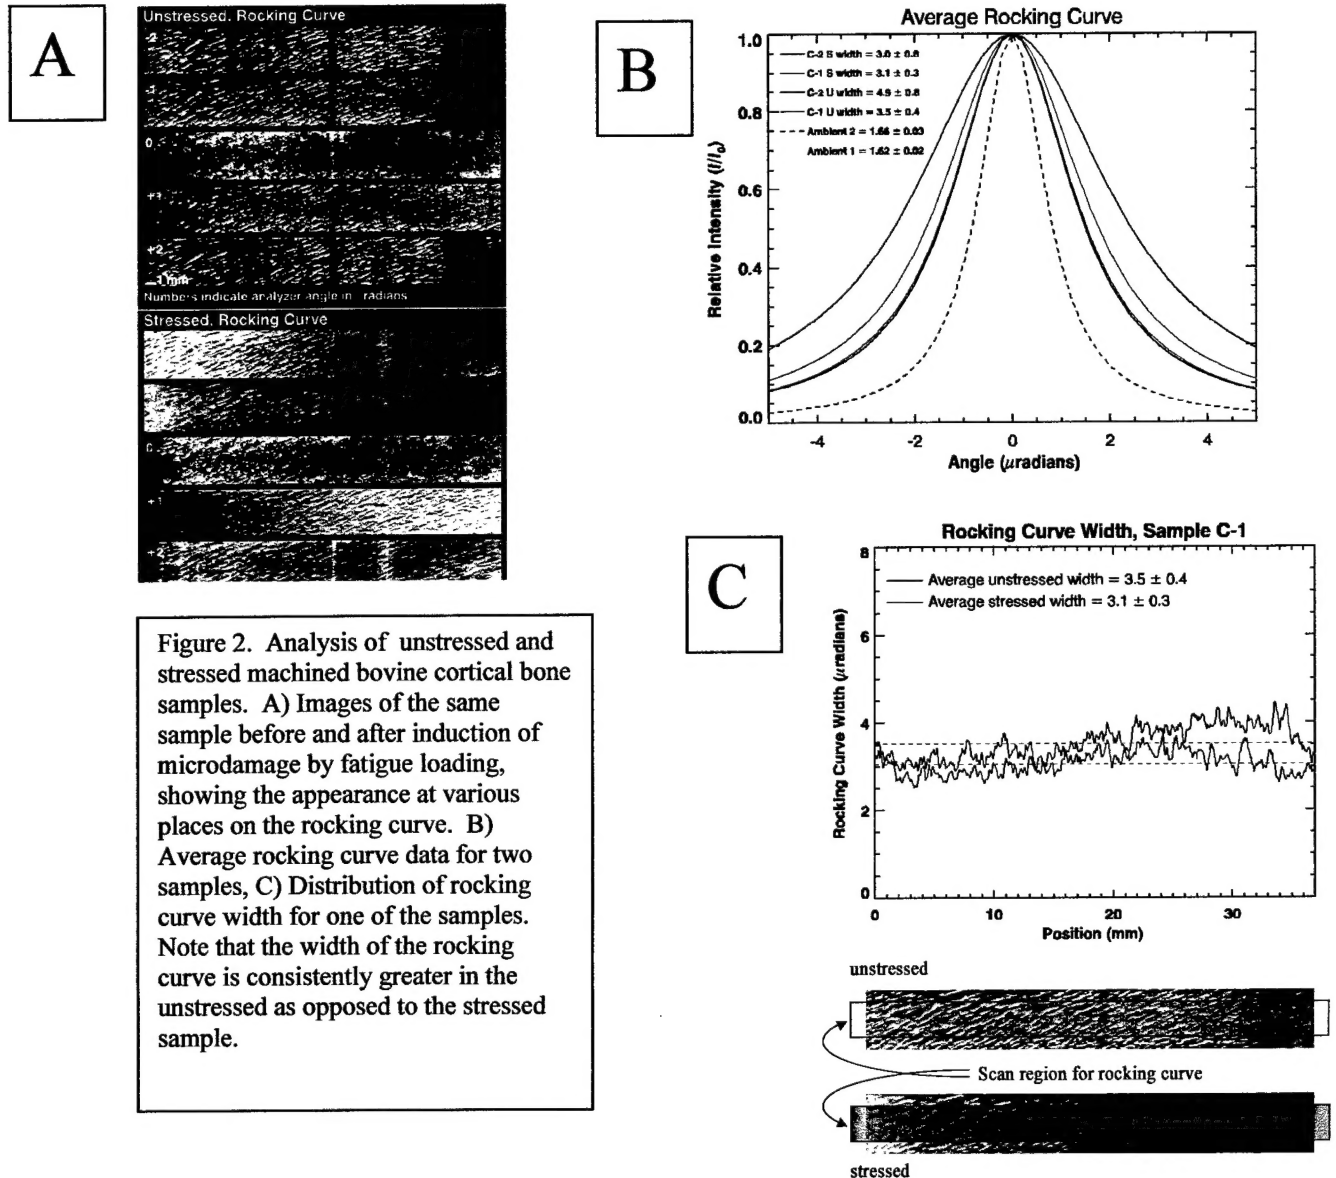 A
Unstressed. Rocking Curve
-2
-1
0
+1
+2
1 mm
Numbers indicate analyzer angle in radians
Stressed. Rocking Curve
0
+1
+2
Figure 2. Analysis of unstressed and
stressed machined bovine cortical bone
samples. A) Images of the same
sample before and after induction of
microdamage by fatigue loading,
showing the appearance at various
places on the rocking curve. B)
Average rocking curve data for two
samples, C) Distribution of rocking
curve width for one of the samples.
Note that the width of the rocking
curve is consistently greater in the
unstressed as opposed to the stressed
sample.
B
Average Rocking Curve
C-2 S width = 3.0 ± 0.8
C-1 S width = 3.1 ± 0.3
C-2 U width = 4.9 ± 0.8
C-1 U width = 3.5 ± 0.4
Ambient 2 = 1.66 ± 0.03
Ambient 1 = 1.62 ± 0.02
1.0
0.8
0.6
0.4
0.2
0.0
Relative Intensity (I/I₀)
-4 -2 0 2 4
Angle (μradians)
C
Rocking Curve Width, Sample C-1
Average unstressed width = 3.5 ± 0.4
Average stressed width = 3.1 ± 0.3
8
6
4
2
0
Rocking Curve Width (μradians)
0 10 20 30
Position (mm)
unstressed
Scan region for rocking curve
stressed